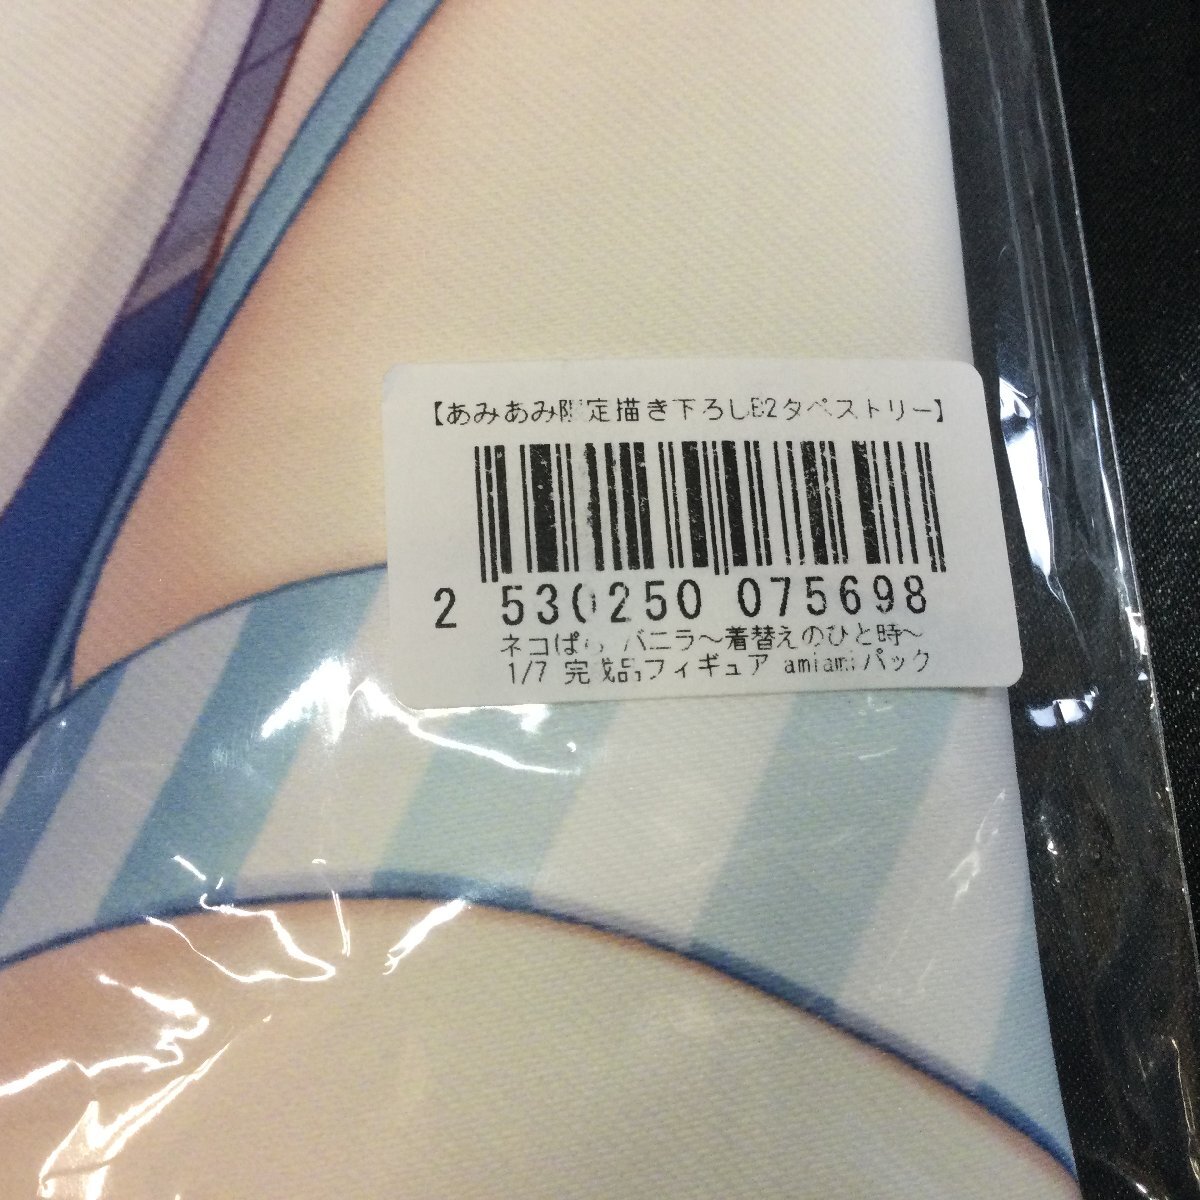 【あみあみ限定描き下ろしB2タペストリー】
2 530250 075698
ネコぱら バニラ～着替えのひと時～
1/7 完成品フィギュア amiamiパック